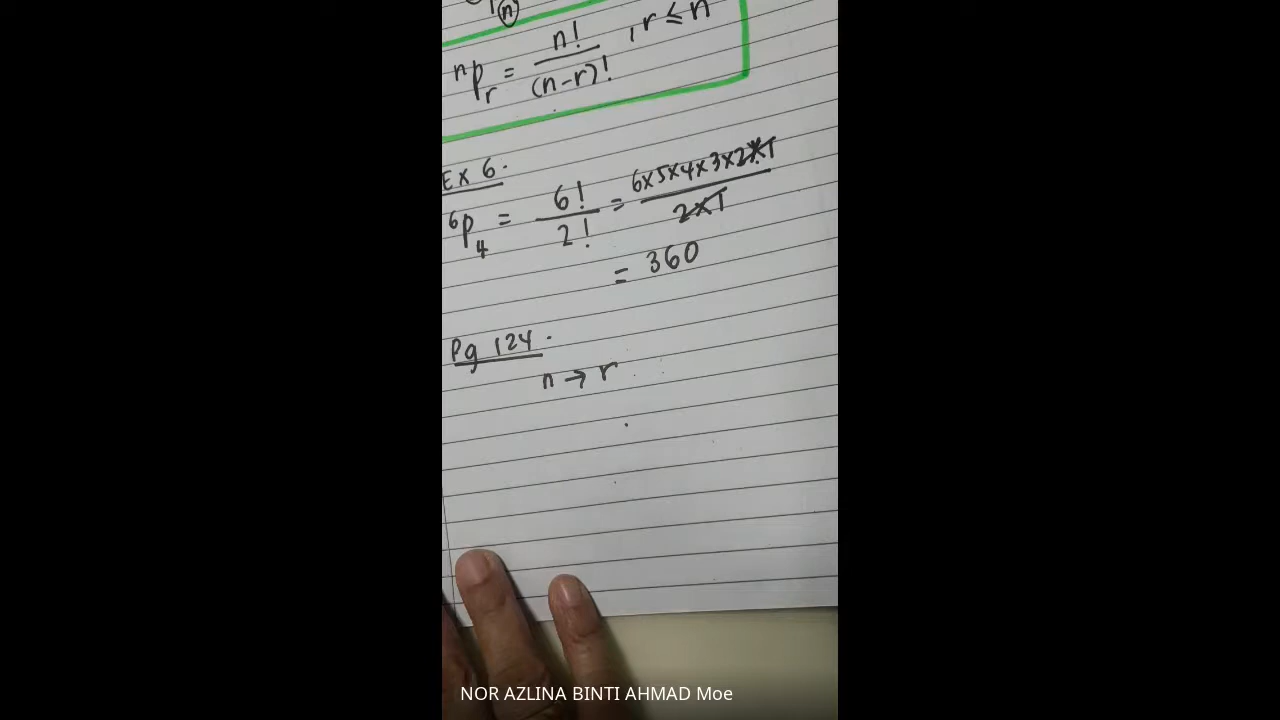 n
ⁿPᵣ = n! / (n-r)! , r ≤ n
Ex 6.
⁶P₄ = 6! / 2! = 6x5x4x3x2x1 / 2x1
= 360
Pg 124.
n → r
NOR AZLINA BINTI AHMAD Moe